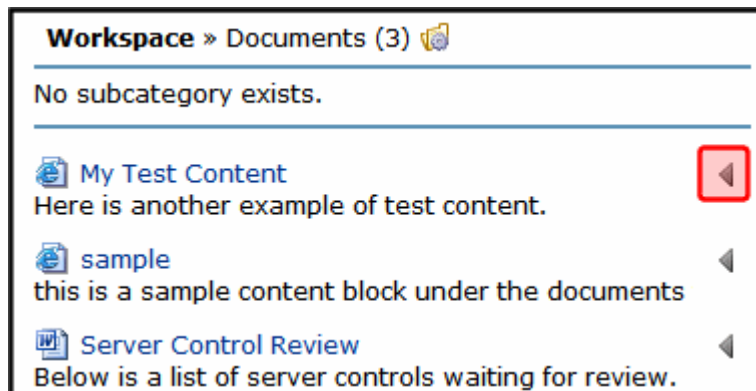 Workspace » Documents (3)
No subcategory exists.
My Test Content
Here is another example of test content.
sample
this is a sample content block under the documents
Server Control Review
Below is a list of server controls waiting for review.